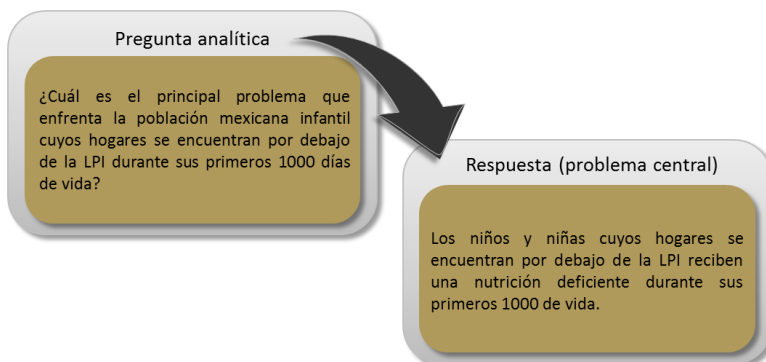 Pregunta analítica
¿Cuál es el principal problema que
enfrenta la población mexicana infantil
cuyos hogares se encuentran por debajo
de la LPI durante sus primeros 1000 días
de vida?
Respuesta (problema central)
Los niños y niñas cuyos hogares se
encuentran por debajo de la LPI reciben
una nutrición deficiente durante sus
primeros 1000 de vida.